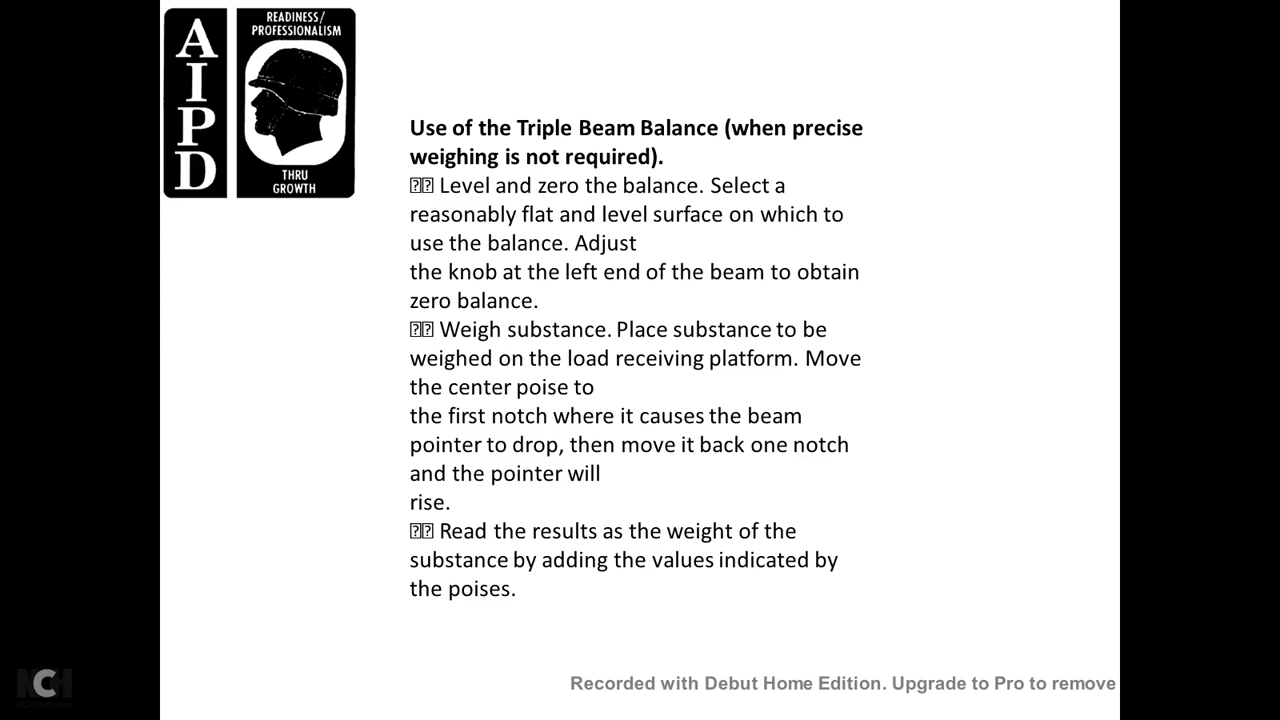 READINESS/
PROFESSIONALISM
AIPD
THRU
GROWTH
Use of the Triple Beam Balance (when precise
weighing is not required).
⍰⍰ Level and zero the balance. Select a
reasonably flat and level surface on which to
use the balance. Adjust
the knob at the left end of the beam to obtain
zero balance.
⍰⍰ Weigh substance. Place substance to be
weighed on the load receiving platform. Move
the center poise to
the first notch where it causes the beam
pointer to drop, then move it back one notch
and the pointer will
rise.
⍰⍰ Read the results as the weight of the
substance by adding the values indicated by
the poises.
NCH
NCH Software
Recorded with Debut Home Edition. Upgrade to Pro to remove